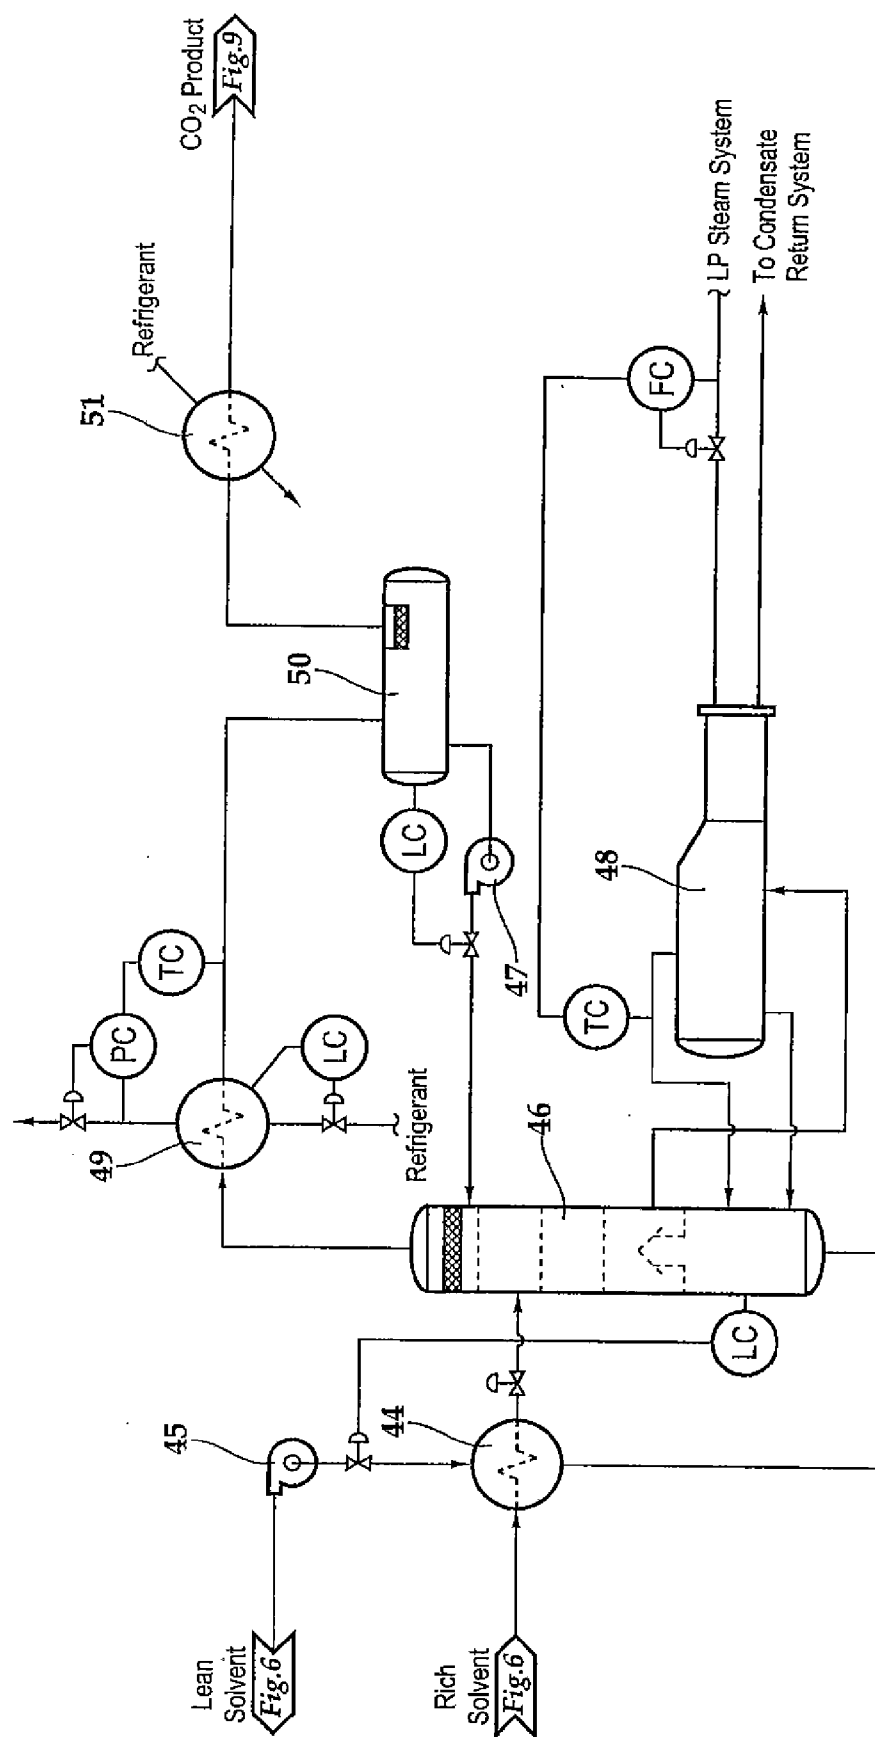 CO₂ Product
Fig.9
Refrigerant
51
LP Steam System
To Condensate
Return System
FC
50
LC
47
48
TC
PC
TC
LC
49
Refrigerant
46
LC
45
44
Lean
Solvent
Fig.6
Rich
Solvent
Fig.6